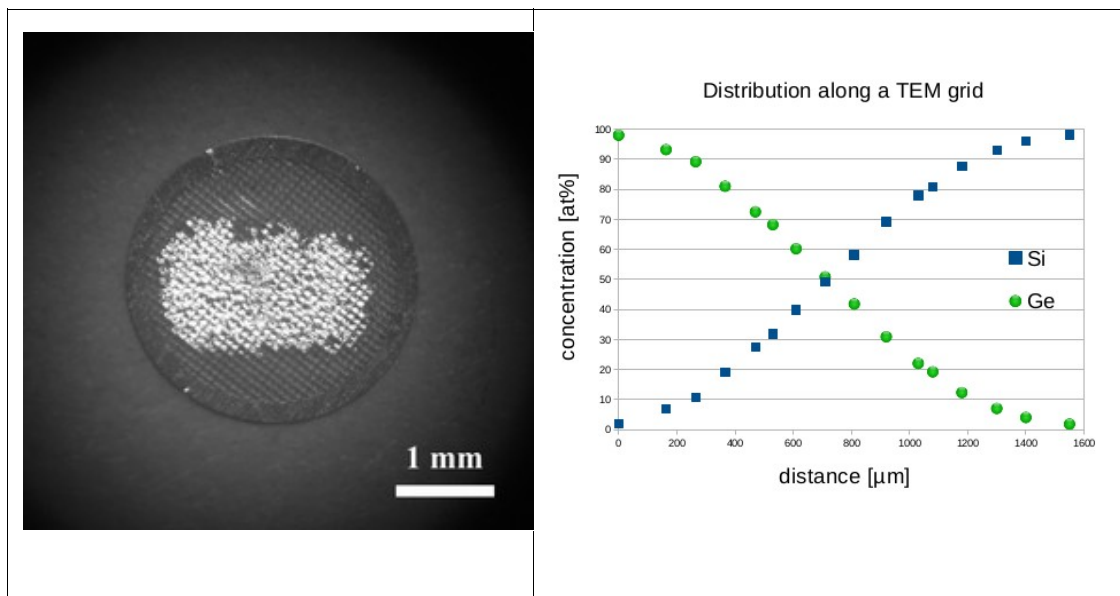 1 mm
Distribution along a TEM grid
concentration [at%]
100
90
80
70
60
50
40
30
20
10
0
0 200 400 600 800 1000 1200 1400 1600
distance [µm]
Si
Ge